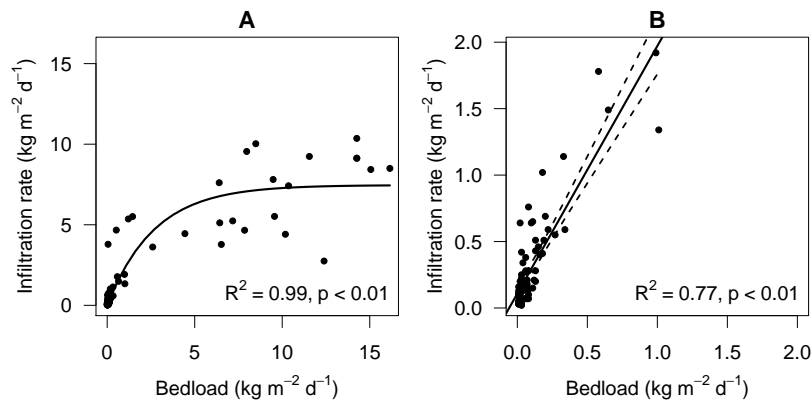 A
15
10
5
0
Infiltration rate (kg m−2 d−1)
R2 = 0.99, p < 0.01
0 5 10 15
Bedload (kg m−2 d−1)
B
2.0
1.5
1.0
0.5
0.0
Infiltration rate (kg m−2 d−1)
R2 = 0.77, p < 0.01
0.0 0.5 1.0 1.5 2.0
Bedload (kg m−2 d−1)